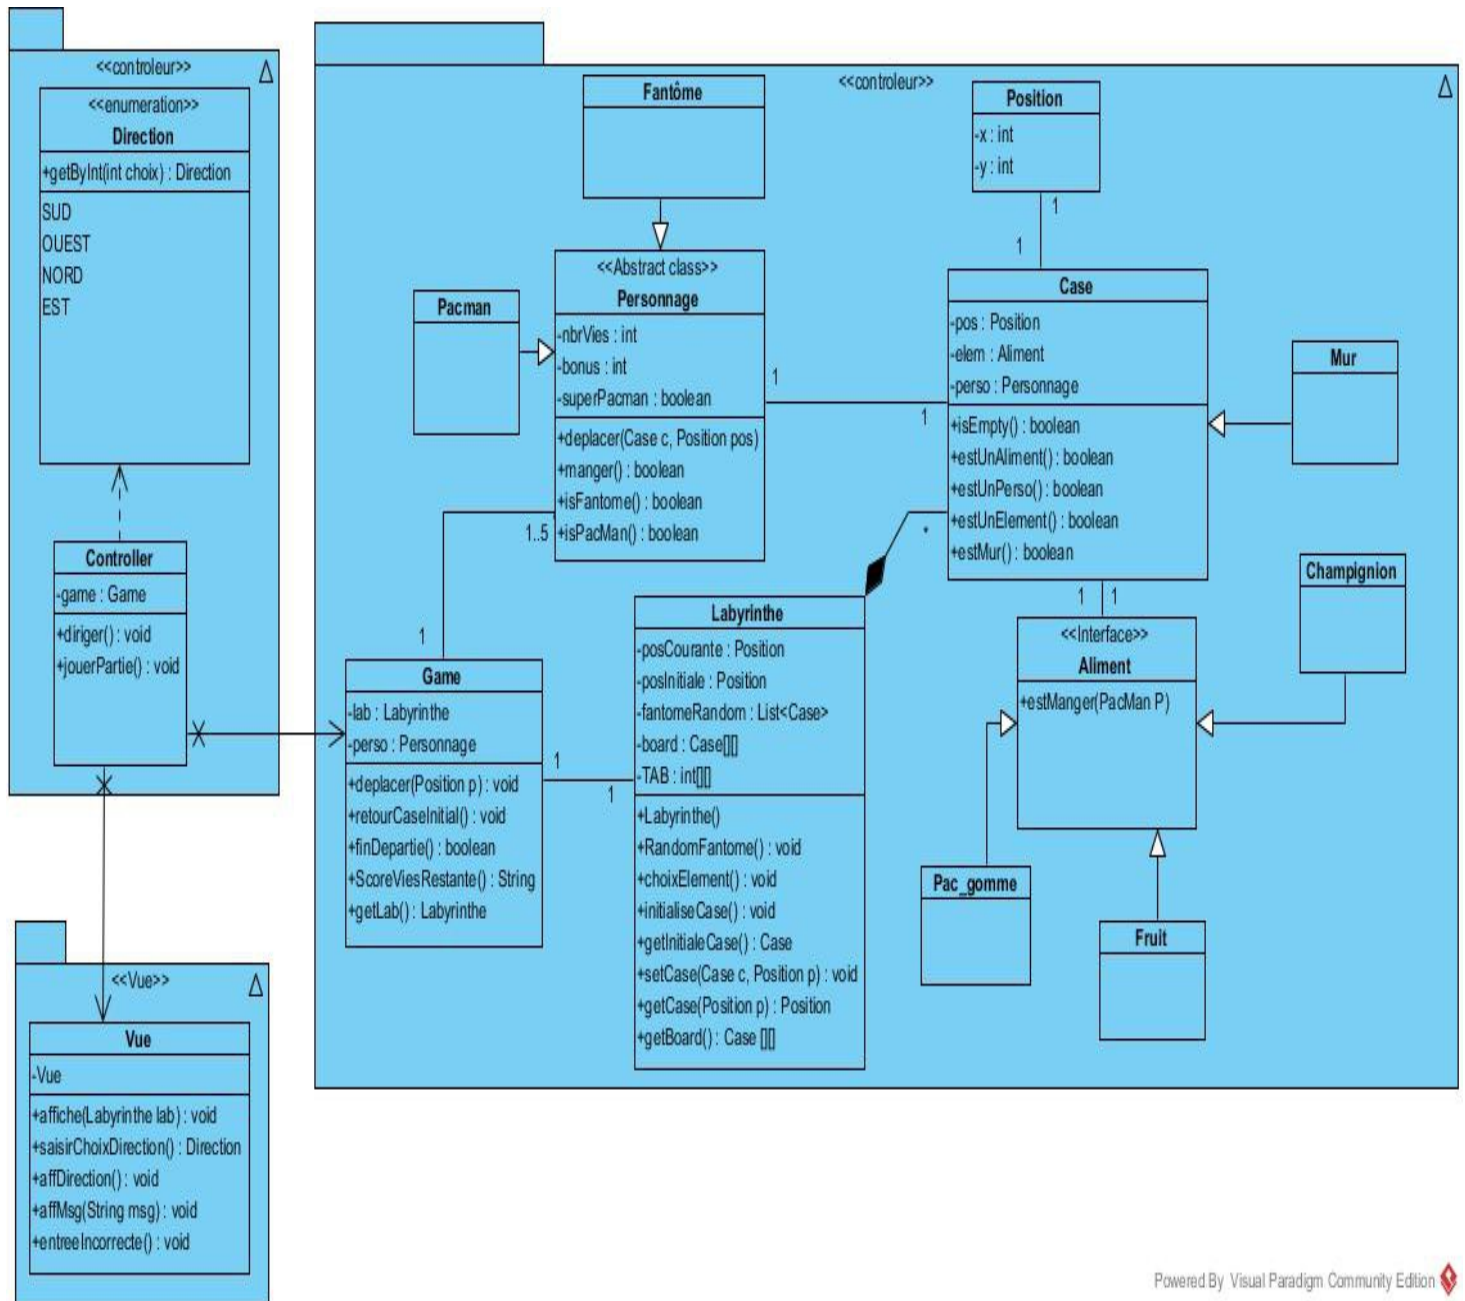 <<controleur>>
<<enumeration>>
Direction
+getByInt(int choix) : Direction
SUD
OUEST
NORD
EST
Controller
-game : Game
+diriger() : void
+jouerPartie() : void
<<Vue>>
Vue
-Vue
+affiche(Labyrinthe lab) : void
+saisirChoixDirection() : Direction
+affDirection() : void
+affMsg(String msg) : void
+entreeIncorrecte() : void
<<controleur>>
Fantôme
Position
-x : int
-y : int
1
1
<<Abstract class>>
Personnage
-nbrVies : int
-bonus : int
-superPacman : boolean
+deplacer(Case c, Position pos)
+manger() : boolean
+isFantome() : boolean
+isPacMan() : boolean
Pacman
1
1
Case
-pos : Position
-elem : Aliment
-perso : Personnage
+isEmpty() : boolean
+estUnAliment() : boolean
+estUnPerso() : boolean
+estUnElement() : boolean
+estMur() : boolean
Mur
1..5
1
*
1 1
Game
-lab : Labyrinthe
-perso : Personnage
+deplacer(Position p) : void
+retourCaseInitial() : void
+finDepartie() : boolean
+ScoreViesRestante() : String
+getLab() : Labyrinthe
1
1
Labyrinthe
-posCourante : Position
-posInitiale : Position
-fantomeRandom : List<Case>
-board : Case[][]
-TAB : int[][]
+Labyrinthe()
+RandomFantome() : void
+choixElement() : void
+initialiseCase() : void
+getInitialeCase() : Case
+setCase(Case c, Position p) : void
+getCase(Position p) : Position
+getBoard() : Case [][]
<<Interface>>
Aliment
+estManger(PacMan P)
Champignion
Pac_gomme
Fruit
Powered By Visual Paradigm Community Edition